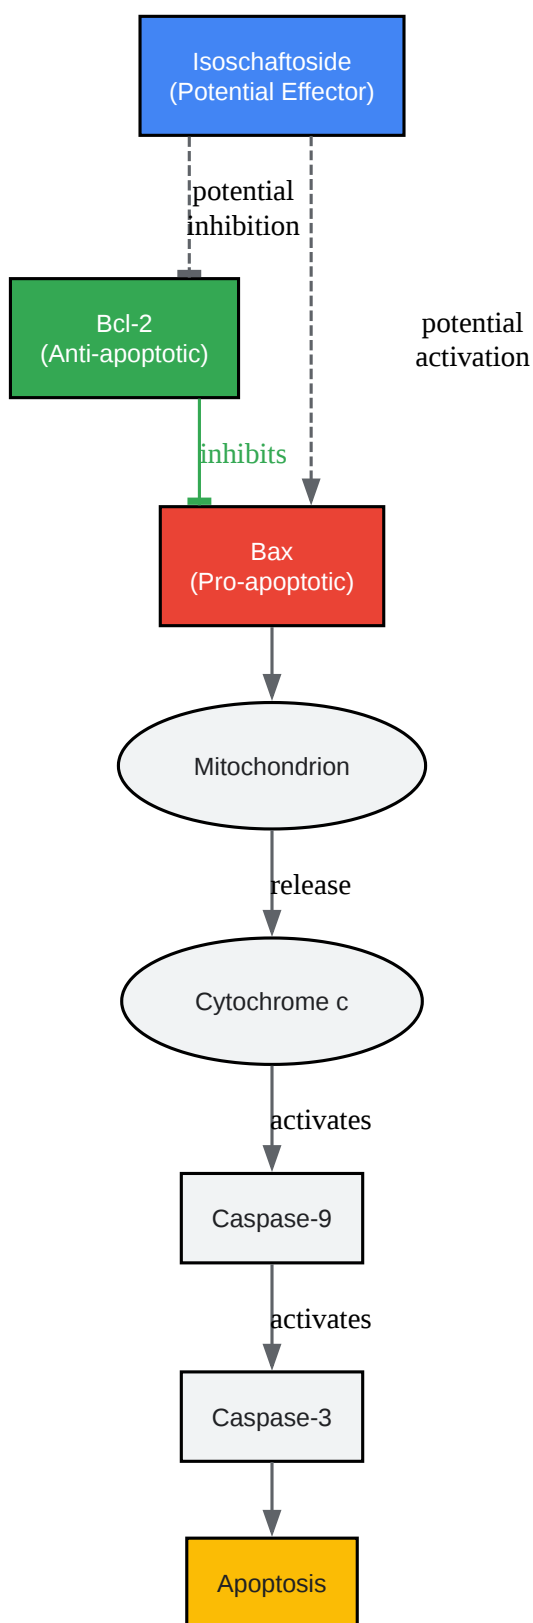 Isoschaftoside
(Potential Effector)
potential
inhibition
Bcl-2
(Anti-apoptotic)
potential
activation
inhibits
Bax
(Pro-apoptotic)
Mitochondrion
release
Cytochrome c
activates
Caspase-9
activates
Caspase-3
Apoptosis